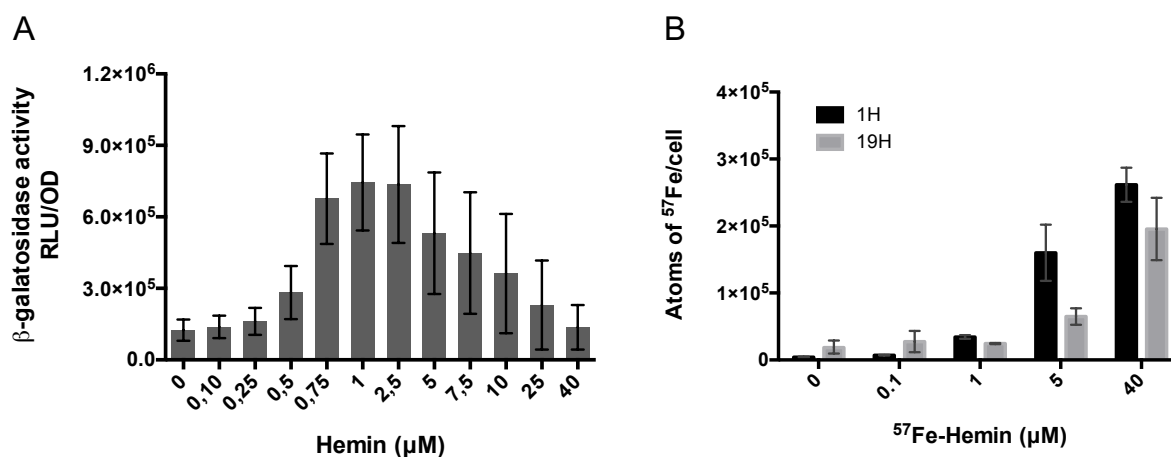 A
β-galatosidase activity
RLU/OD
1.2×10⁶
9.0×10⁵
6.0×10⁵
3.0×10⁵
0.0
0 0,10 0,25 0,5 0,75 1 2,5 5 7,5 10 25 40
Hemin (µM)
B
Atoms of ⁵⁷Fe/cell
4×10⁵
3×10⁵
2×10⁵
1×10⁵
0
1H
19H
0 0.1 1 5 40
⁵⁷Fe-Hemin (µM)